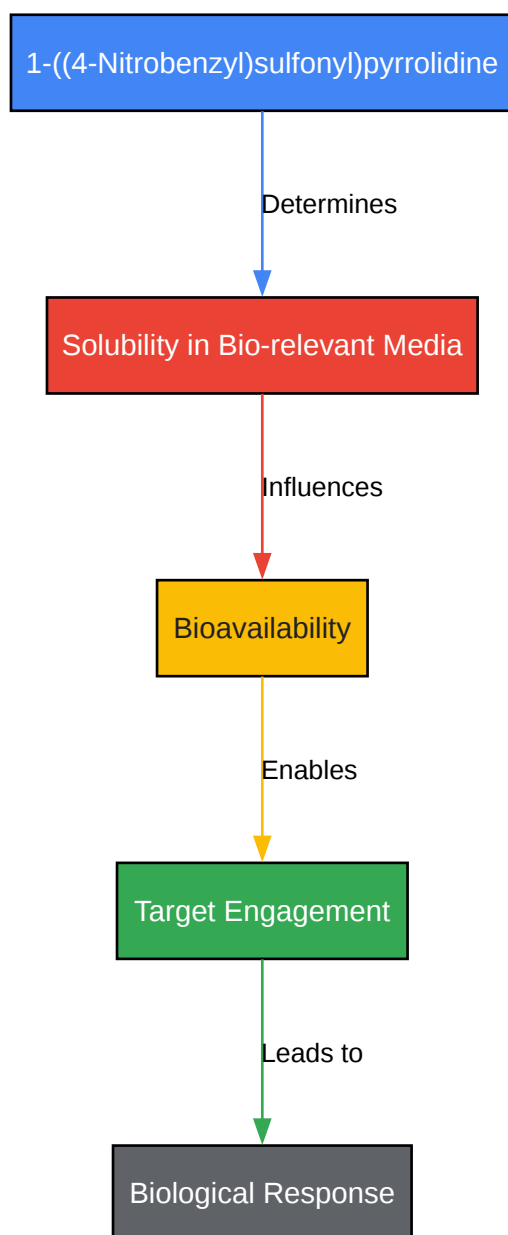 1-((4-Nitrobenzyl)sulfonyl)pyrrolidine
Determines
Solubility in Bio-relevant Media
Influences
Bioavailability
Enables
Target Engagement
Leads to
Biological Response